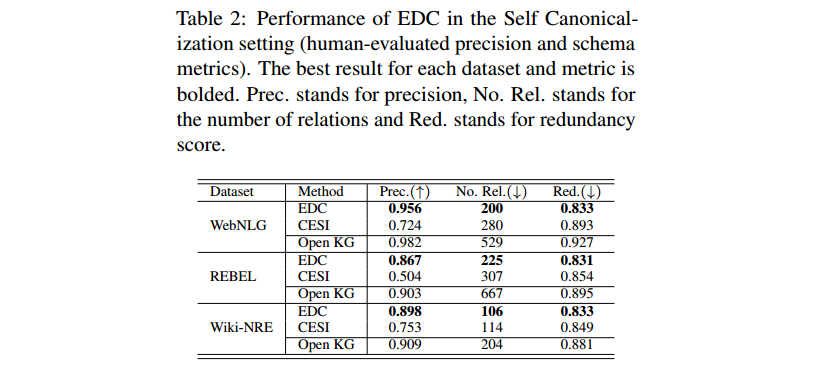 Table 2: Performance of EDC in the Self Canonical-
ization setting (human-evaluated precision and schema
metrics). The best result for each dataset and metric is
bolded. Prec. stands for precision, No. Rel. stands for
the number of relations and Red. stands for redundancy
score.
Dataset Method Prec.(↑) No. Rel.(↓) Red.(↓)
EDC 0.956 200 0.833
WebNLG CESI 0.724 280 0.893
Open KG 0.982 529 0.927
EDC 0.867 225 0.831
REBEL CESI 0.504 307 0.854
Open KG 0.903 667 0.895
EDC 0.898 106 0.833
Wiki-NRE CESI 0.753 114 0.849
Open KG 0.909 204 0.881